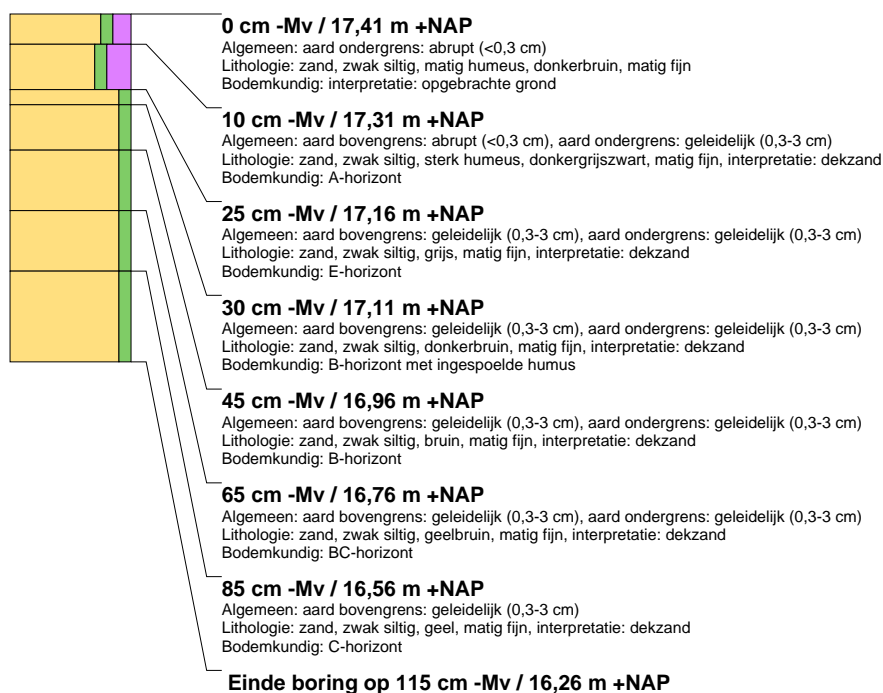 0 cm -Mv / 17,41 m +NAP
Algemeen: aard ondergrens: abrupt (<0,3 cm)
Lithologie: zand, zwak siltig, matig humeus, donkerbruin, matig fijn
Bodemkundig: interpretatie: opgebrachte grond
10 cm -Mv / 17,31 m +NAP
Algemeen: aard bovengrens: abrupt (<0,3 cm), aard ondergrens: geleidelijk (0,3-3 cm)
Lithologie: zand, zwak siltig, sterk humeus, donkergrijszwart, matig fijn, interpretatie: dekzand
Bodemkundig: A-horizont
25 cm -Mv / 17,16 m +NAP
Algemeen: aard bovengrens: geleidelijk (0,3-3 cm), aard ondergrens: geleidelijk (0,3-3 cm)
Lithologie: zand, zwak siltig, grijs, matig fijn, interpretatie: dekzand
Bodemkundig: E-horizont
30 cm -Mv / 17,11 m +NAP
Algemeen: aard bovengrens: geleidelijk (0,3-3 cm), aard ondergrens: geleidelijk (0,3-3 cm)
Lithologie: zand, zwak siltig, donkerbruin, matig fijn, interpretatie: dekzand
Bodemkundig: B-horizont met ingespoelde humus
45 cm -Mv / 16,96 m +NAP
Algemeen: aard bovengrens: geleidelijk (0,3-3 cm), aard ondergrens: geleidelijk (0,3-3 cm)
Lithologie: zand, zwak siltig, bruin, matig fijn, interpretatie: dekzand
Bodemkundig: B-horizont
65 cm -Mv / 16,76 m +NAP
Algemeen: aard bovengrens: geleidelijk (0,3-3 cm), aard ondergrens: geleidelijk (0,3-3 cm)
Lithologie: zand, zwak siltig, geelbruin, matig fijn, interpretatie: dekzand
Bodemkundig: BC-horizont
85 cm -Mv / 16,56 m +NAP
Algemeen: aard bovengrens: geleidelijk (0,3-3 cm)
Lithologie: zand, zwak siltig, geel, matig fijn, interpretatie: dekzand
Bodemkundig: C-horizont
Einde boring op 115 cm -Mv / 16,26 m +NAP